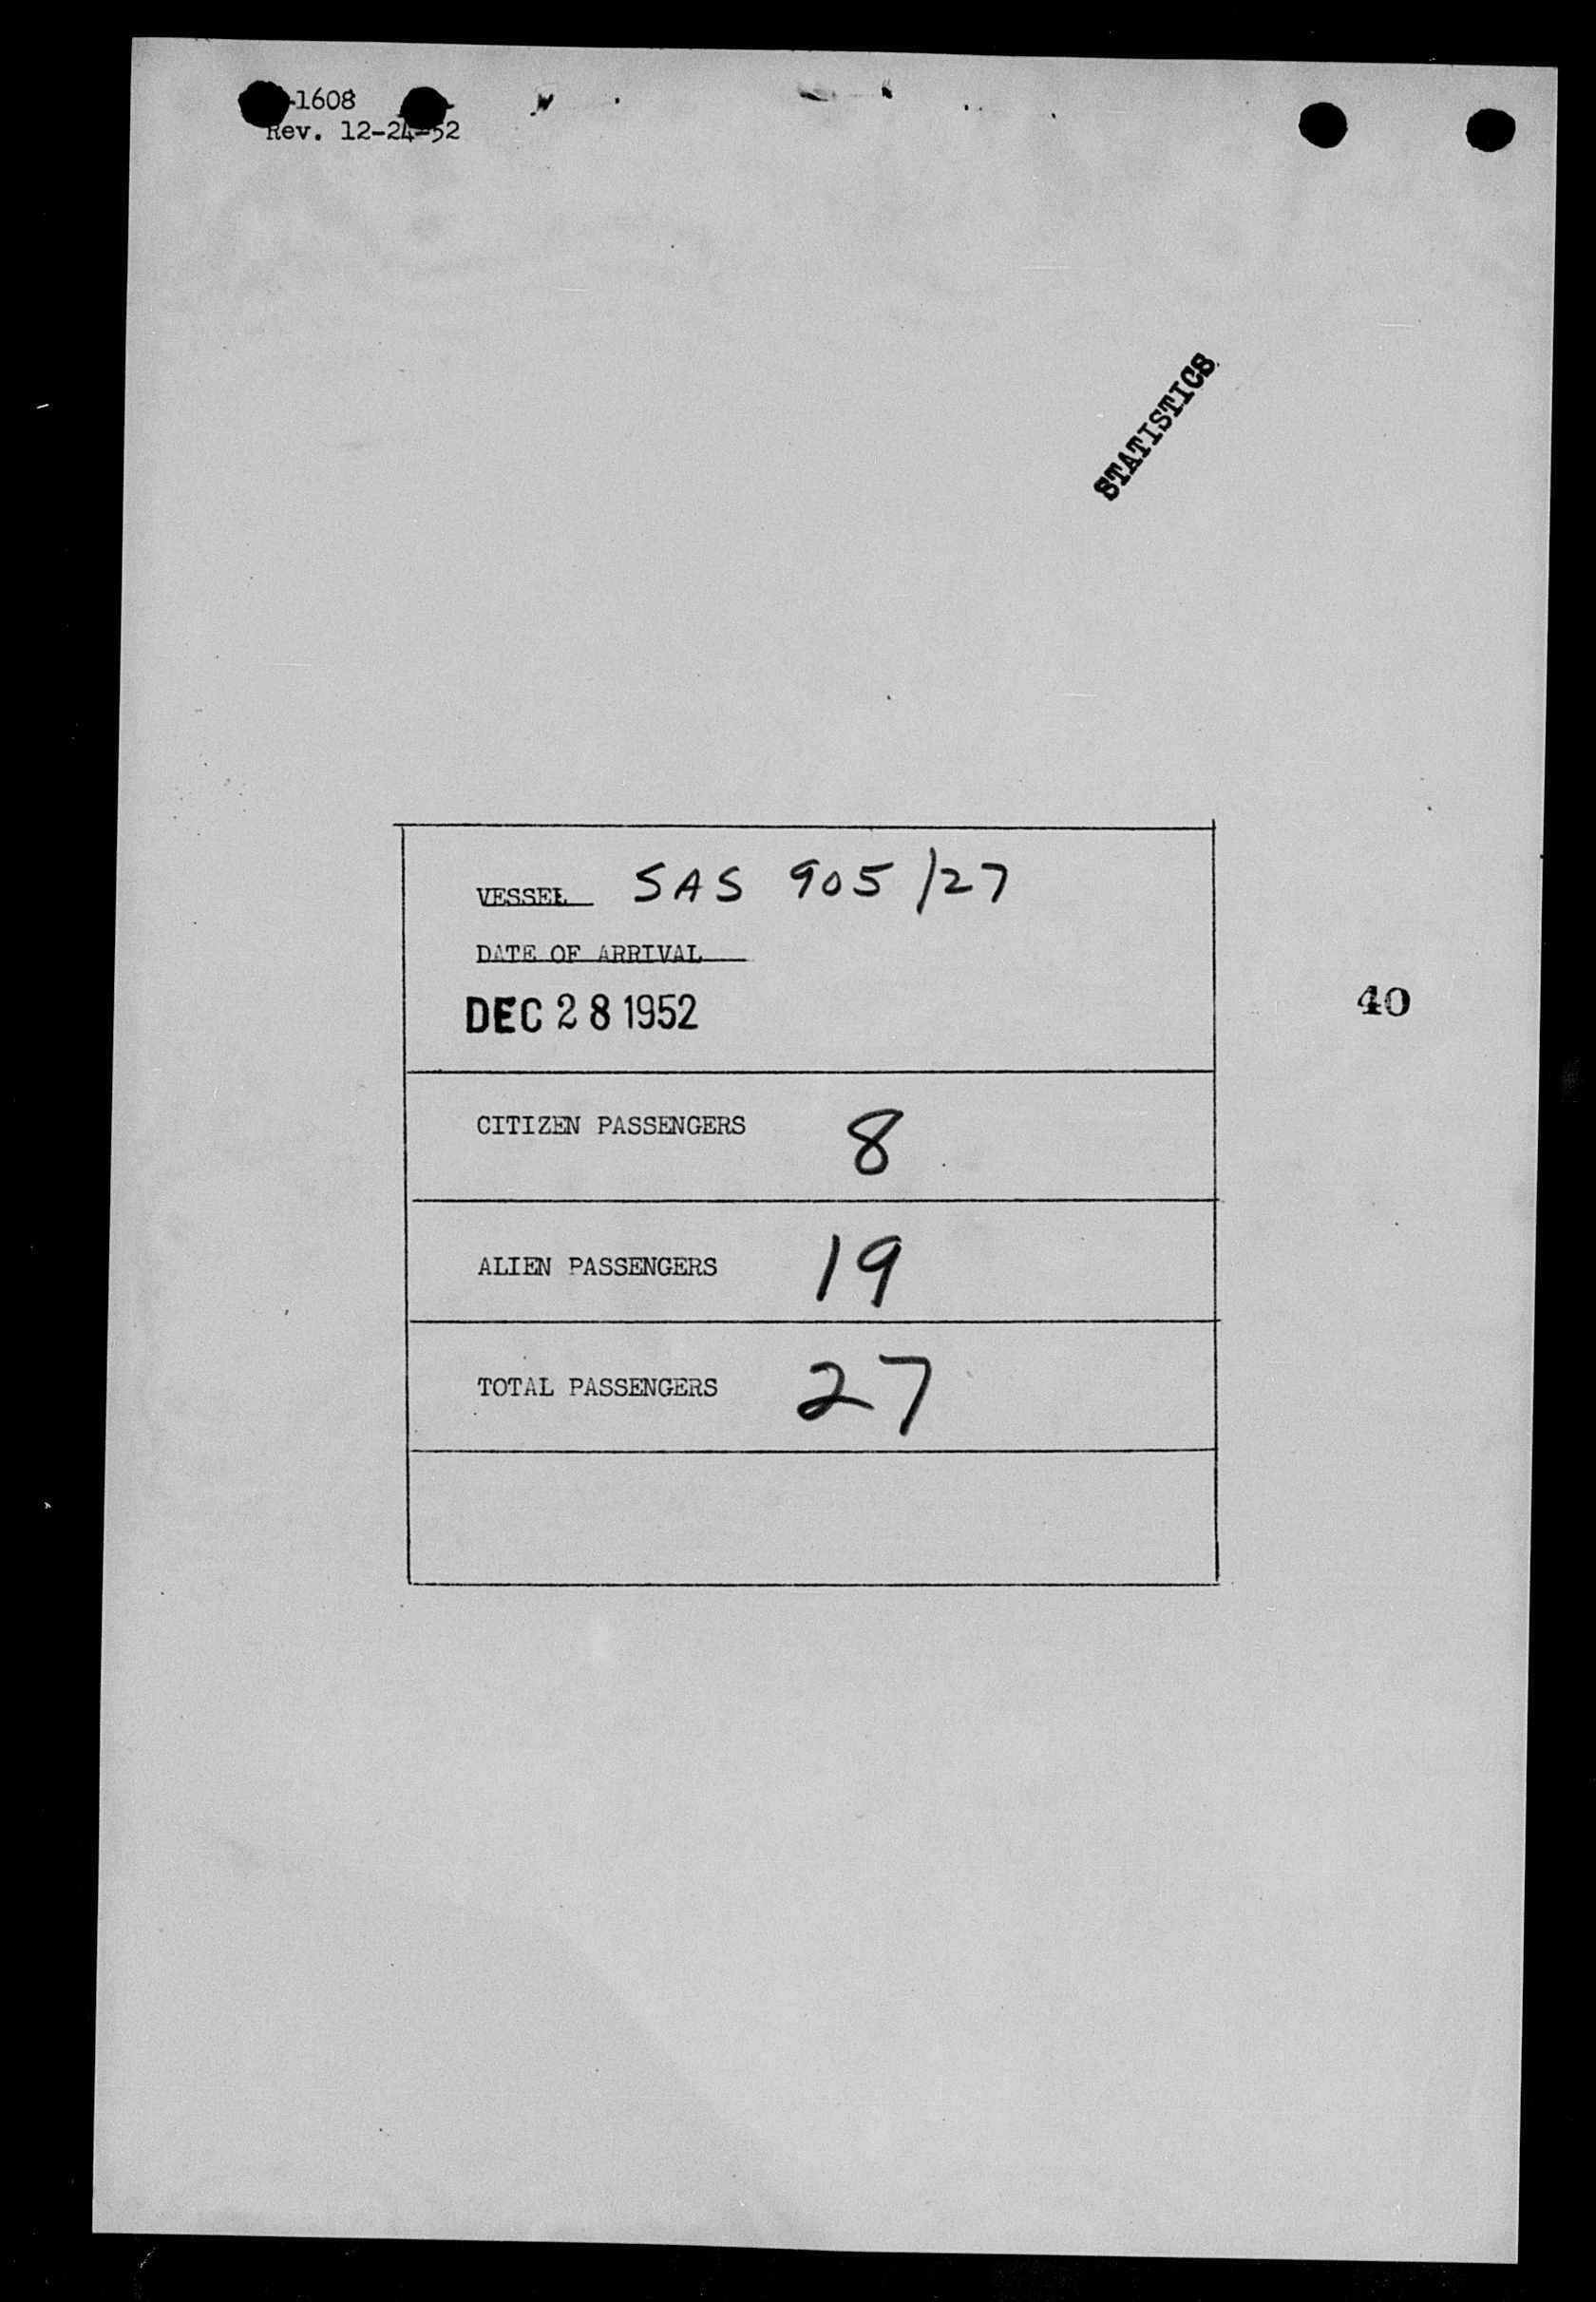 -1608
Rev. 12-24-52
STATISTICS
VESSEL SAS 905/27
DATE OF ARRIVAL
DEC 28 1952
40
CITIZEN PASSENGERS 8
ALIEN PASSENGERS 19
TOTAL PASSENGERS 27